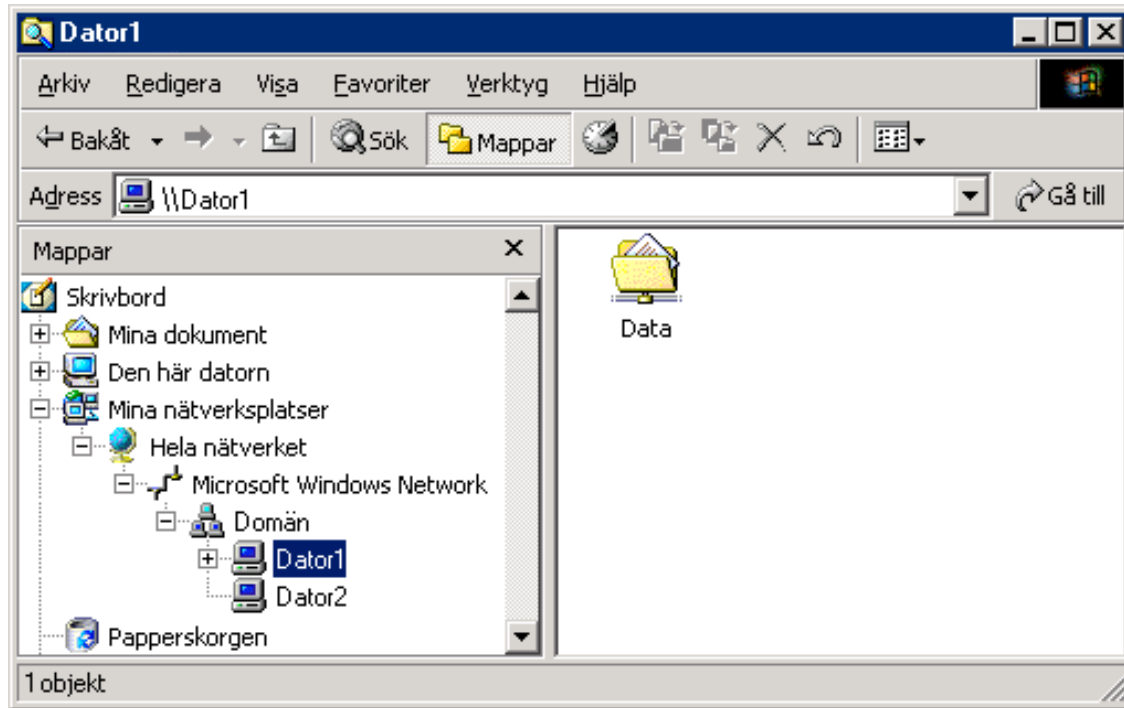 Dator1
Arkiv Redigera Visa Favoriter Verktyg Hjälp
Bakåt Sök Mappar
Adress \\Dator1 Gå till
Mappar
Skrivbord
Mina dokument
Den här datorn
Mina nätverksplatser
Hela nätverket
Microsoft Windows Network
Domän
Dator1
Dator2
Papperskorgen
Data
1 objekt